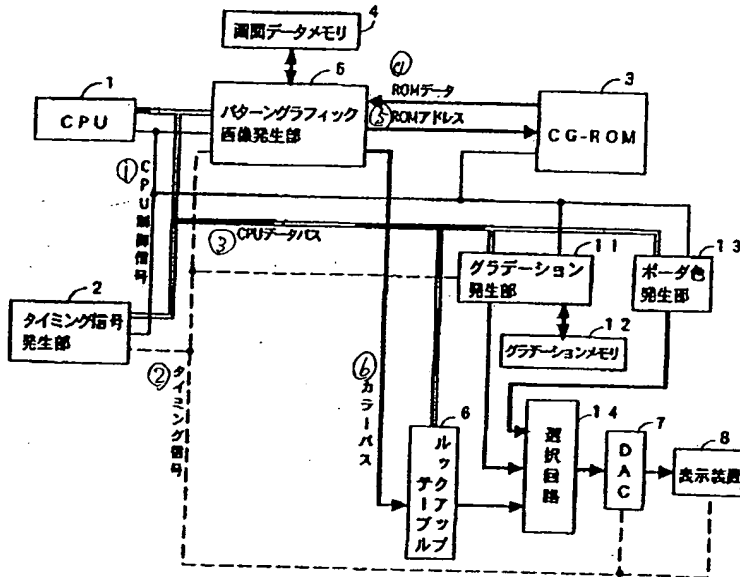 画図データメモリ
4
1
CPU
5
パターングラフィック
画像発生部
④
ROMデータ
⑤ROMアドレス
3
CG-ROM
①
CPU制御信号
③
CPUデータバス
2
タイミング信号
発生部
②
タイミング信号
11
グラデーション
発生部
13
ボーダ色
発生部
12
グラデーションメモリ
⑥
カラーバス
6
ルックアップ
テーブル
14
選択回路
7
DAC
8
表示装置